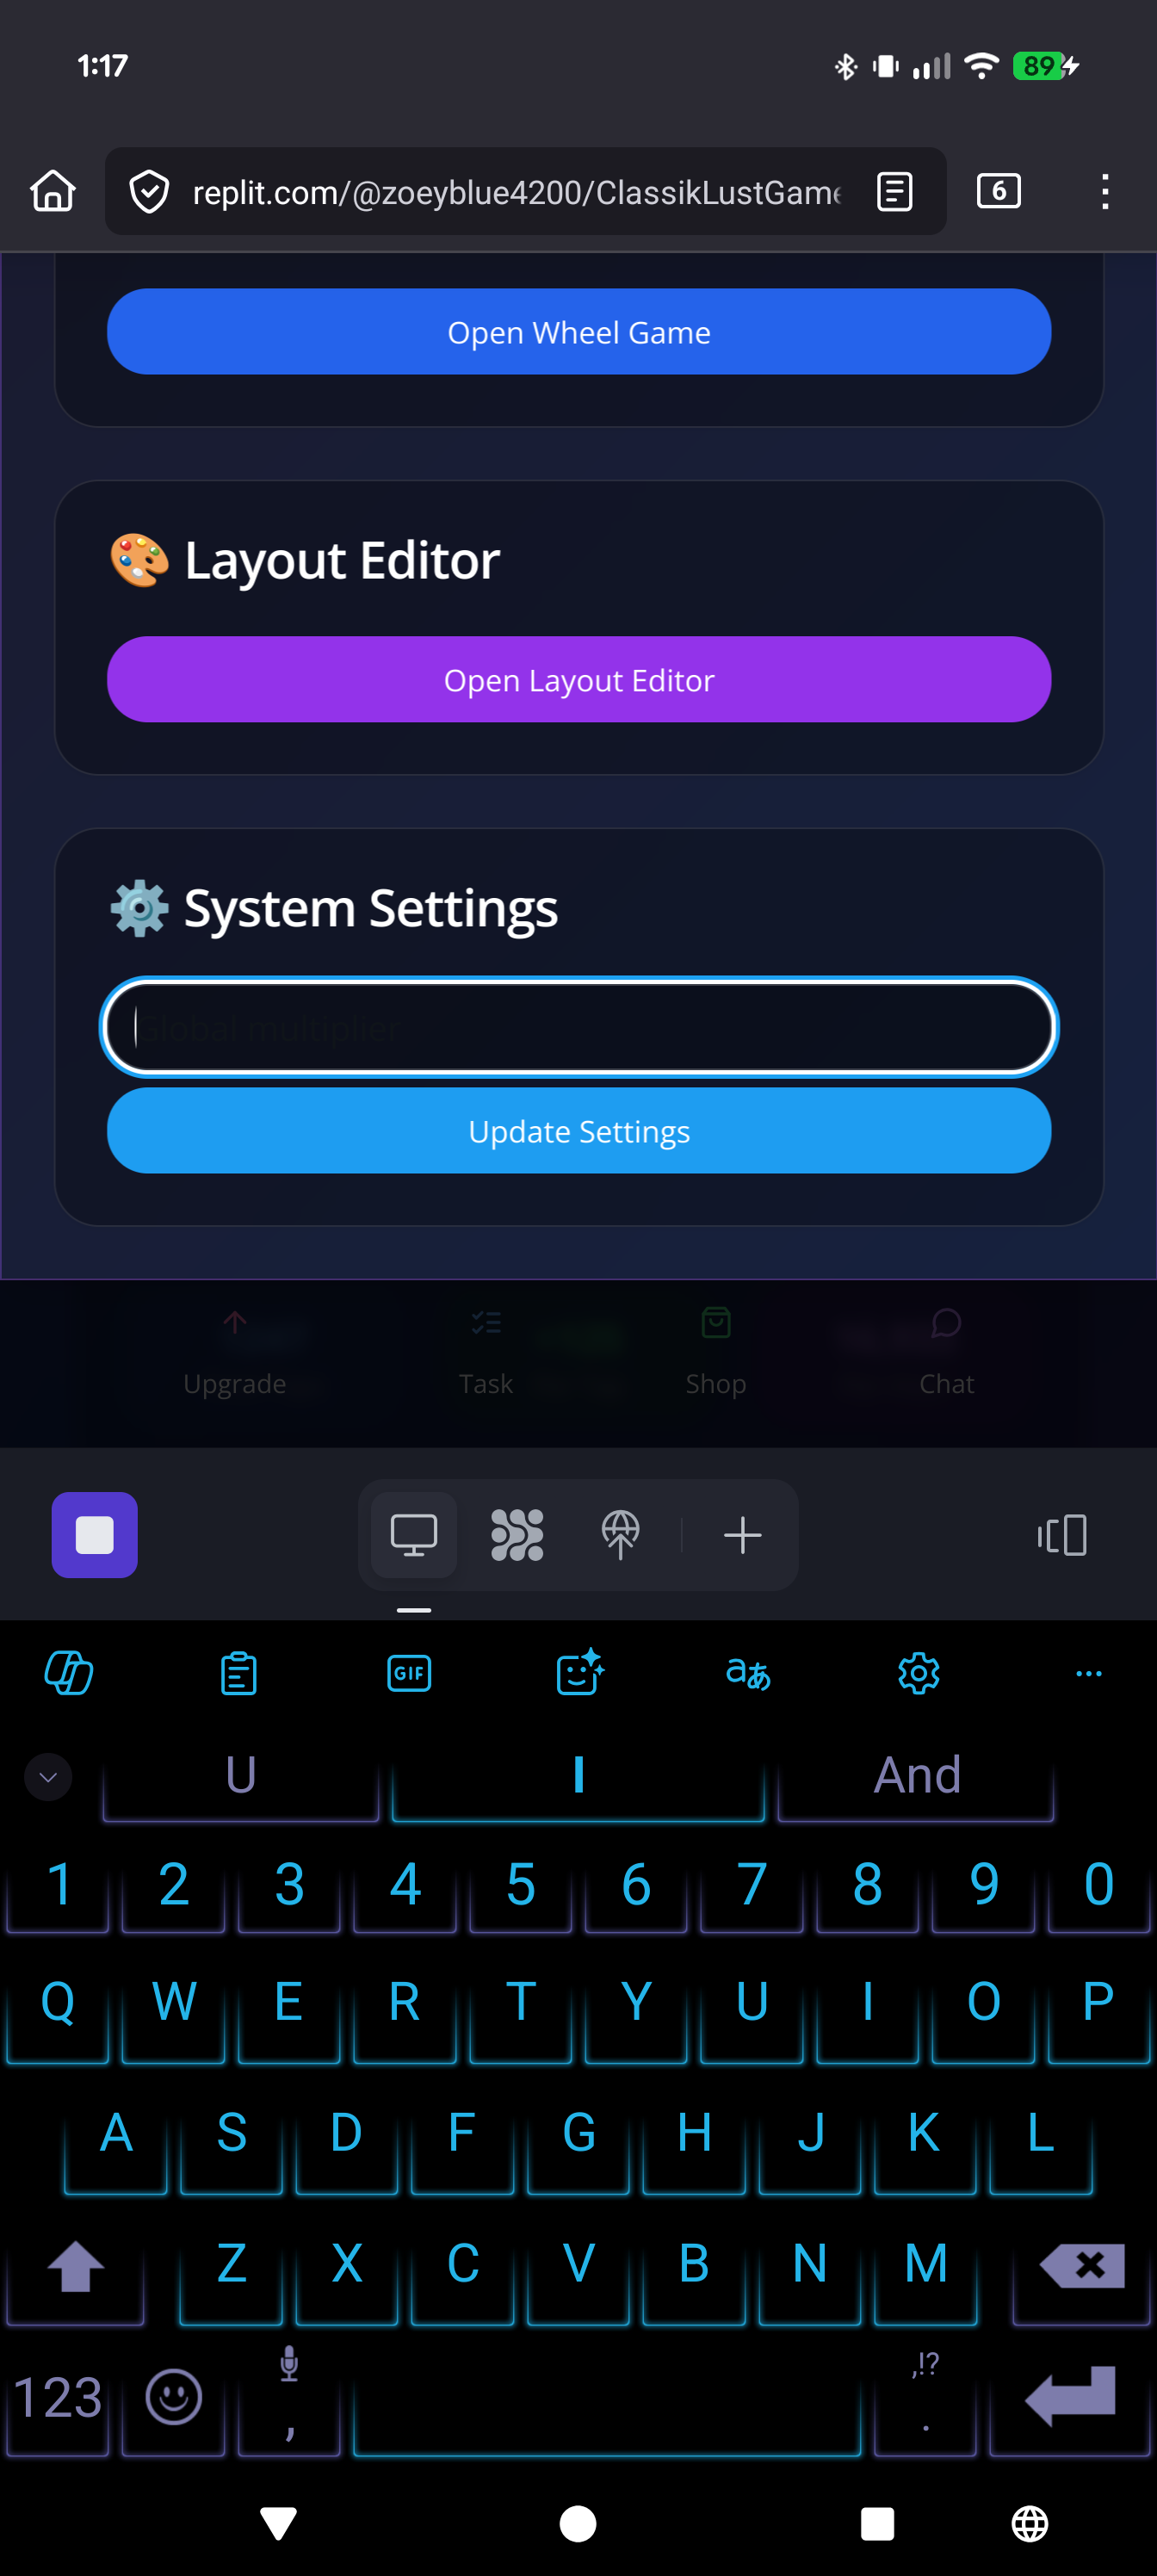 1:17
89
replit.com/@zoeyblue4200/ClassikLustGame
6
Open Wheel Game
Layout Editor
Open Layout Editor
System Settings
Global multiplier
Update Settings
Upgrade
Task
Shop
Chat
GIF
aあ
U I And
1 2 3 4 5 6 7 8 9 0
Q W E R T Y U I O P
A S D F G H J K L
Z X C V B N M
,!?
123 , .